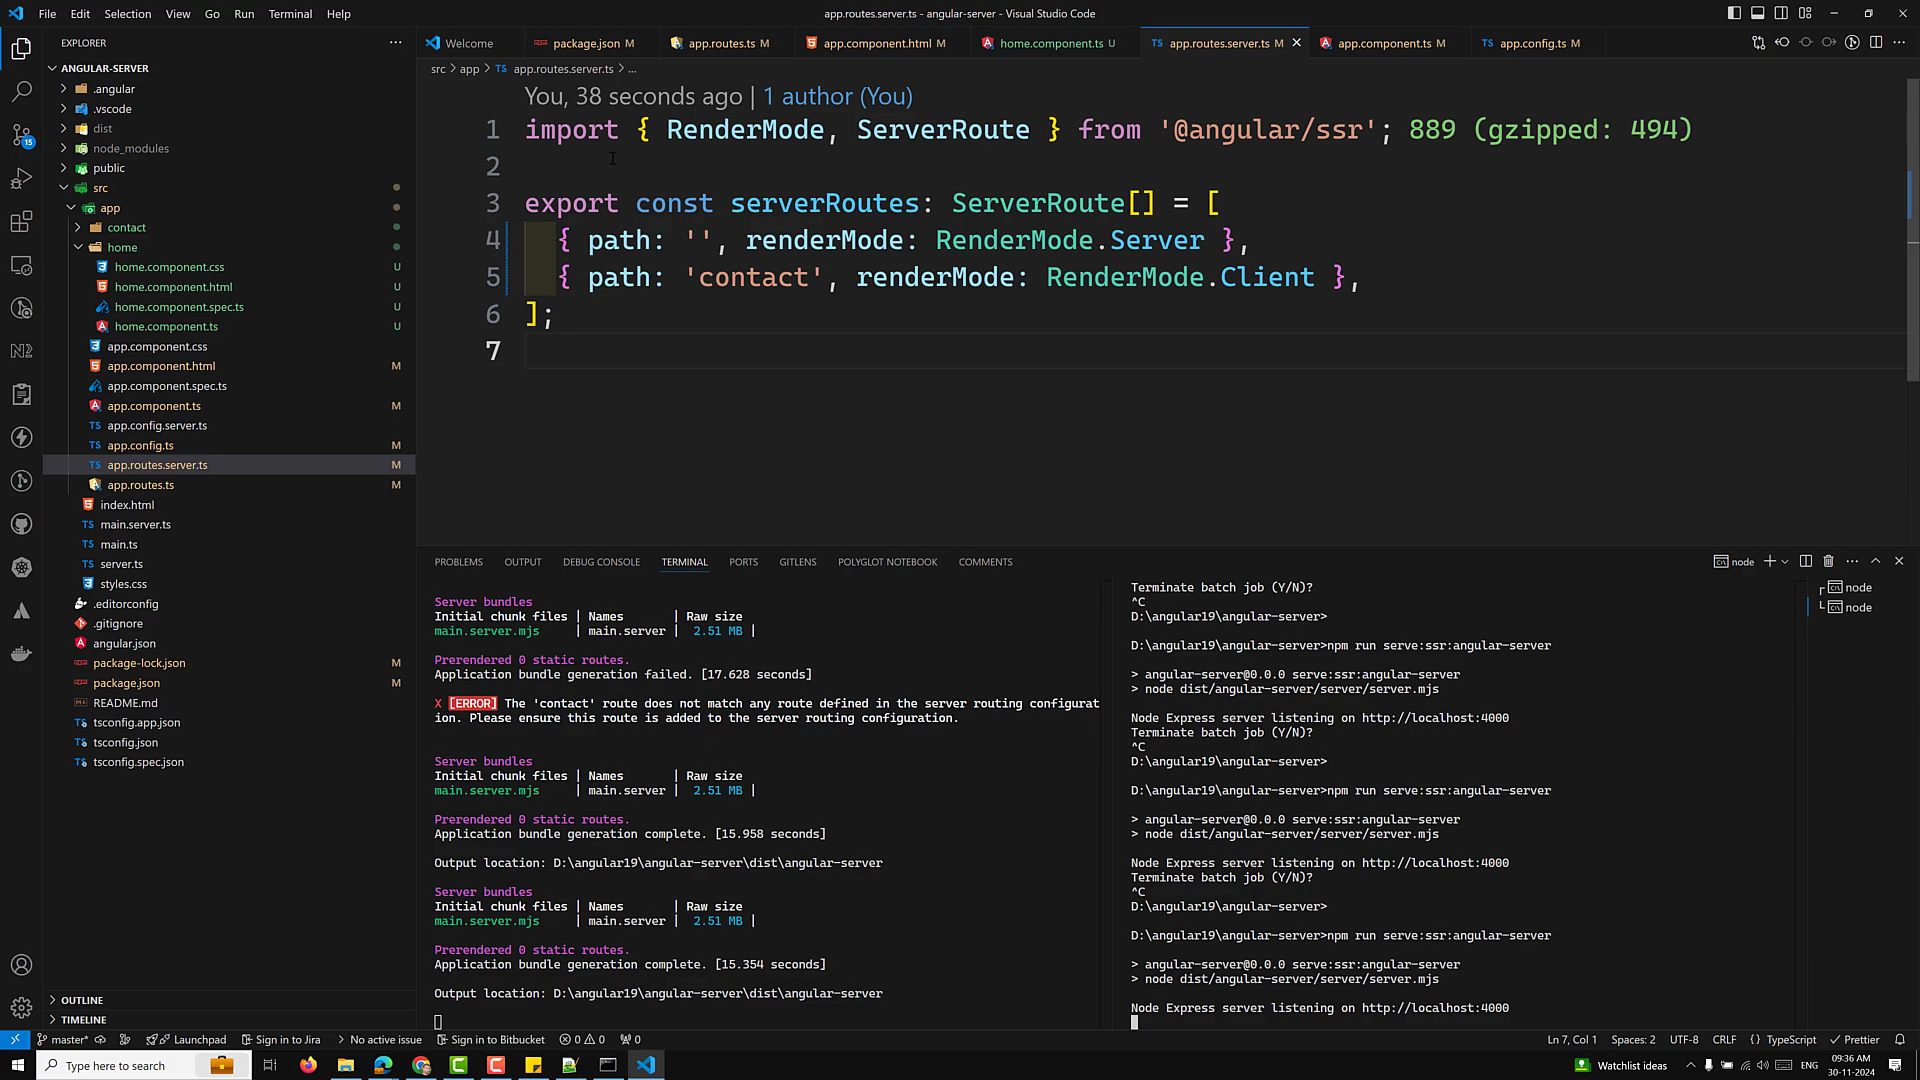 File Edit Selection View Go Run Terminal Help
app.routes.server.ts - angular-server - Visual Studio Code
EXPLORER
ANGULAR-SERVER
.angular
.vscode
dist
node_modules
public
src
app
contact
home
home.component.css U
home.component.html U
home.component.spec.ts U
home.component.ts U
app.component.css
app.component.html M
app.component.spec.ts
app.component.ts M
app.config.server.ts
app.config.ts M
app.routes.server.ts M
app.routes.ts M
index.html
main.server.ts
main.ts
server.ts
styles.css
.editorconfig
.gitignore
angular.json
package-lock.json M
package.json M
README.md
tsconfig.app.json
tsconfig.json
tsconfig.spec.json
OUTLINE
TIMELINE
15
Welcome package.json M app.routes.ts M app.component.html M home.component.ts U app.routes.server.ts M app.component.ts M app.config.ts M
src > app > TS app.routes.server.ts > ...
You, 38 seconds ago | 1 author (You)
1 import { RenderMode, ServerRoute } from '@angular/ssr'; 889 (gzipped: 494)
2
3 export const serverRoutes: ServerRoute[] = [
4 { path: '', renderMode: RenderMode.Server },
5 { path: 'contact', renderMode: RenderMode.Client },
6 ];
7
PROBLEMS OUTPUT DEBUG CONSOLE TERMINAL PORTS GITLENS POLYGLOT NOTEBOOK COMMENTS
node
Server bundles
Initial chunk files | Names | Raw size
main.server.mjs | main.server | 2.51 MB |
Prerendered 0 static routes.
Application bundle generation failed. [17.628 seconds]
X [ERROR] The 'contact' route does not match any route defined in the server routing configurat
ion. Please ensure this route is added to the server routing configuration.
Server bundles
Initial chunk files | Names | Raw size
main.server.mjs | main.server | 2.51 MB |
Prerendered 0 static routes.
Application bundle generation complete. [15.958 seconds]
Output location: D:\angular19\angular-server\dist\angular-server
Server bundles
Initial chunk files | Names | Raw size
main.server.mjs | main.server | 2.51 MB |
Prerendered 0 static routes.
Application bundle generation complete. [15.354 seconds]
Output location: D:\angular19\angular-server\dist\angular-server
Terminate batch job (Y/N)?
^C
D:\angular19\angular-server>
D:\angular19\angular-server>npm run serve:ssr:angular-server
> angular-server@0.0.0 serve:ssr:angular-server
> node dist/angular-server/server/server.mjs
Node Express server listening on http://localhost:4000
Terminate batch job (Y/N)?
^C
D:\angular19\angular-server>
D:\angular19\angular-server>npm run serve:ssr:angular-server
> angular-server@0.0.0 serve:ssr:angular-server
> node dist/angular-server/server/server.mjs
Node Express server listening on http://localhost:4000
Terminate batch job (Y/N)?
^C
D:\angular19\angular-server>
D:\angular19\angular-server>npm run serve:ssr:angular-server
> angular-server@0.0.0 serve:ssr:angular-server
> node dist/angular-server/server/server.mjs
Node Express server listening on http://localhost:4000
node
node
master* Launchpad Sign in to Jira No active issue Sign in to Bitbucket 0 0 0
Ln 7, Col 1 Spaces: 2 UTF-8 CRLF {} TypeScript Prettier
Type here to search
Watchlist ideas
ENG
09:36 AM
30-11-2024